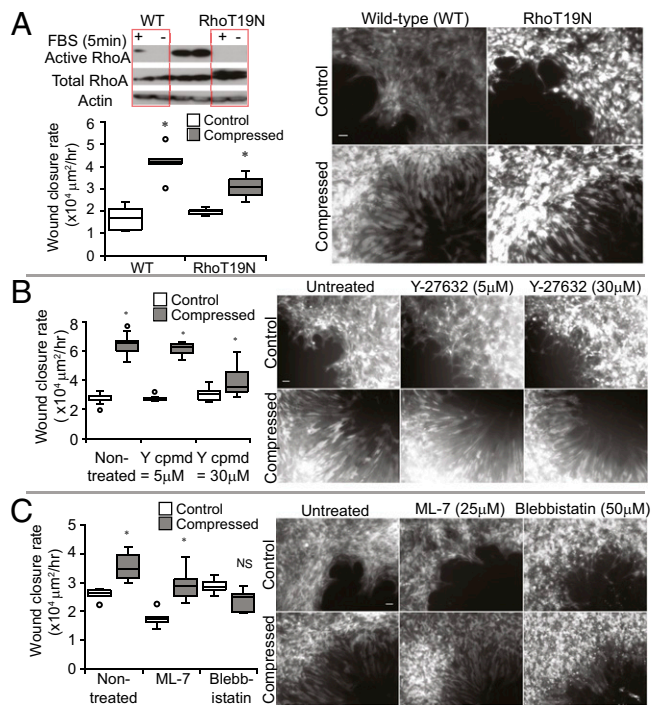 A
WT
RhoT19N
FBS (5min)
+ - + -
Active RhoA
Total RhoA
Actin
Control
Compressed
Wound closure rate
(x10⁴ μm²/hr)
6
5
4
3
2
1
0
*
*
WT
RhoT19N
Wild-type (WT)
RhoT19N
Control
Compressed
B
Control
Compressed
Wound closure rate
( x10⁴ μm²/hr)
8
6
4
2
0
*
*
*
Non-
treated
Y cpmd
= 5μM
Y cpmd
= 30μM
Untreated
Y-27632 (5μM)
Y-27632 (30μM)
Control
Compressed
C
Control
Compressed
Wound closure rate
(x10⁴ μm²/hr)
5
4
3
2
1
0
*
*
NS
Non-
treated
ML-7
Blebb-
istatin
Untreated
ML-7 (25μM)
Blebbistatin (50μM)
Control
Compressed